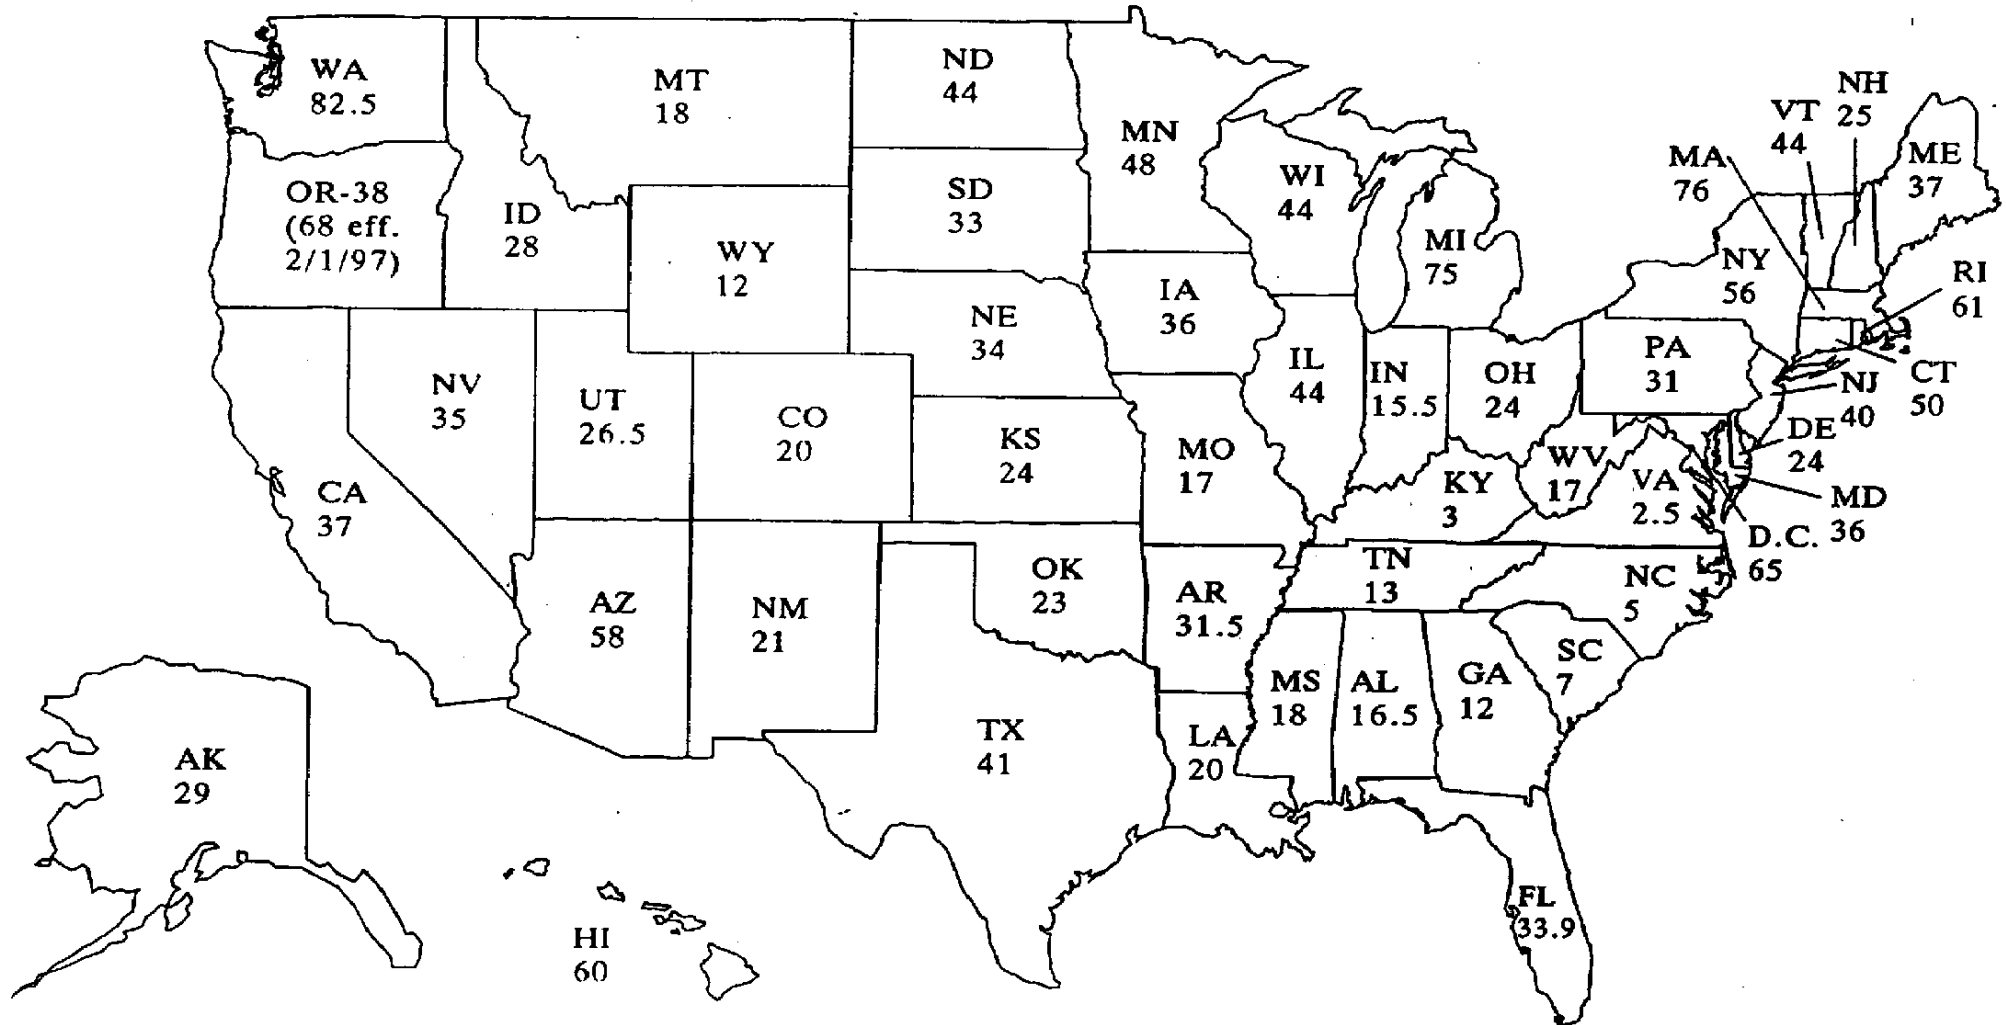 WA
82.5
MT
18
ND
44
MN
48
OR-38
(68 eff.
2/1/97)
ID
28
WY
12
SD
33
WI
44
MI
75
VT
44
NH
25
ME
37
MA
76
NY
56
RI
61
CT
50
NJ
40
PA
31
DE
24
MD
36
D.C.
65
NE
34
IA
36
IL
44
IN
15.5
OH
24
NV
35
UT
26.5
CO
20
KS
24
MO
17
KY
3
WV
17
VA
2.5
CA
37
AZ
58
NM
21
OK
23
AR
31.5
TN
13
NC
5
SC
7
MS
18
AL
16.5
GA
12
TX
41
LA
20
FL
33.9
AK
29
HI
60